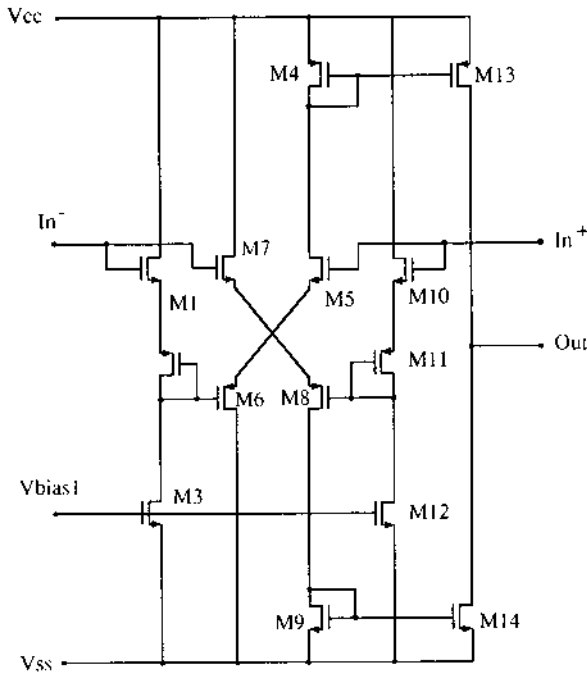 Vcc
M4
M13
In⁻
M7
In⁺
M1
M5
M10
Out
M11
M6
M8
Vbias1
M3
M12
M9
M14
Vss